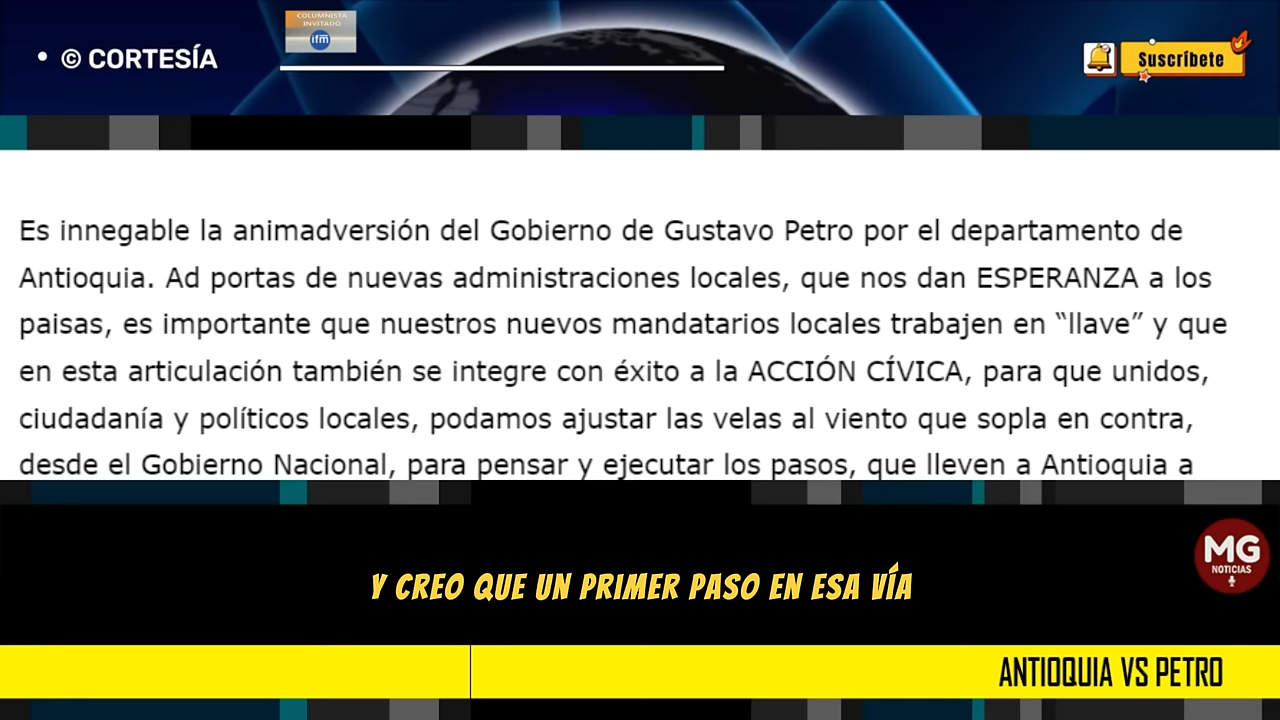 • © CORTESÍA
COLUMNISTA
INVITADO
ifm
Suscríbete
Es innegable la animadversión del Gobierno de Gustavo Petro por el departamento de
Antioquia. Ad portas de nuevas administraciones locales, que nos dan ESPERANZA a los
paisas, es importante que nuestros nuevos mandatarios locales trabajen en “llave” y que
en esta articulación también se integre con éxito a la ACCIÓN CÍVICA, para que unidos,
ciudadanía y políticos locales, podamos ajustar las velas al viento que sopla en contra,
desde el Gobierno Nacional, para pensar y ejecutar los pasos, que lleven a Antioquia a
MG
NOTICIAS
Y CREO QUE UN PRIMER PASO EN ESA VÍA
ANTIOQUIA VS PETRO